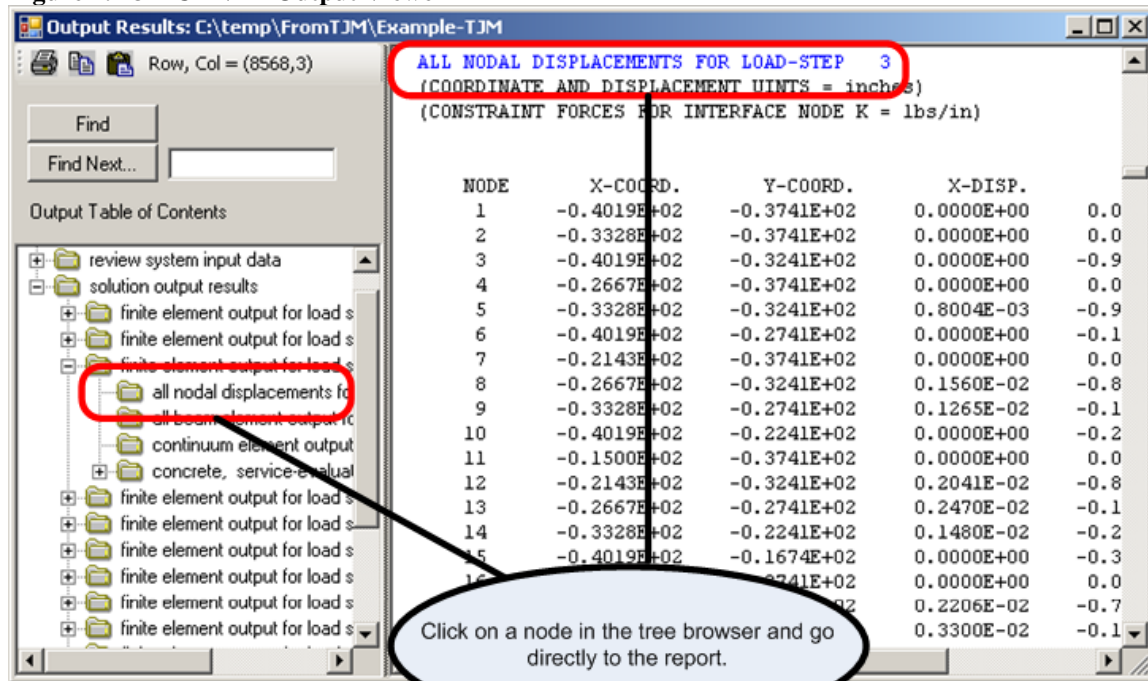 Output Results: C:\temp\FromTJM\Example-TJM
Row, Col = (8568,3)
Find
Find Next...
Output Table of Contents
review system input data
solution output results
finite element output for load s
finite element output for load s
finite element output for load s
all nodal displacements fo
all beam element output fo
continuum element output
concrete, service-evaluat
finite element output for load s
finite element output for load s
finite element output for load s
finite element output for load s
finite element output for load s
finite element output for load s
ALL NODAL DISPLACEMENTS FOR LOAD-STEP 3
(COORDINATE AND DISPLACEMENT UINTS = inches)
(CONSTRAINT FORCES FOR INTERFACE NODE K = lbs/in)
NODE X-COORD. Y-COORD. X-DISP.
1 -0.4019E+02 -0.3741E+02 0.0000E+00 0.0
2 -0.3328E+02 -0.3741E+02 0.0000E+00 0.0
3 -0.4019E+02 -0.3241E+02 0.0000E+00 -0.9
4 -0.2667E+02 -0.3741E+02 0.0000E+00 0.0
5 -0.3328E+02 -0.3241E+02 0.8004E-03 -0.9
6 -0.4019E+02 -0.2741E+02 0.0000E+00 -0.1
7 -0.2143E+02 -0.3741E+02 0.0000E+00 0.0
8 -0.2667E+02 -0.3241E+02 0.1560E-02 -0.8
9 -0.3328E+02 -0.2741E+02 0.1265E-02 -0.1
10 -0.4019E+02 -0.2241E+02 0.0000E+00 -0.2
11 -0.1500E+02 -0.3741E+02 0.0000E+00 0.0
12 -0.2143E+02 -0.3241E+02 0.2041E-02 -0.8
13 -0.2667E+02 -0.2741E+02 0.2470E-02 -0.1
14 -0.3328E+02 -0.2241E+02 0.1480E-02 -0.2
15 -0.4019E+02 -0.1674E+02 0.0000E+00 -0.3
0.0000E+00 0.0
0.2206E-02 -0.7
0.3300E-02 -0.1
Click on a node in the tree browser and go
directly to the report.